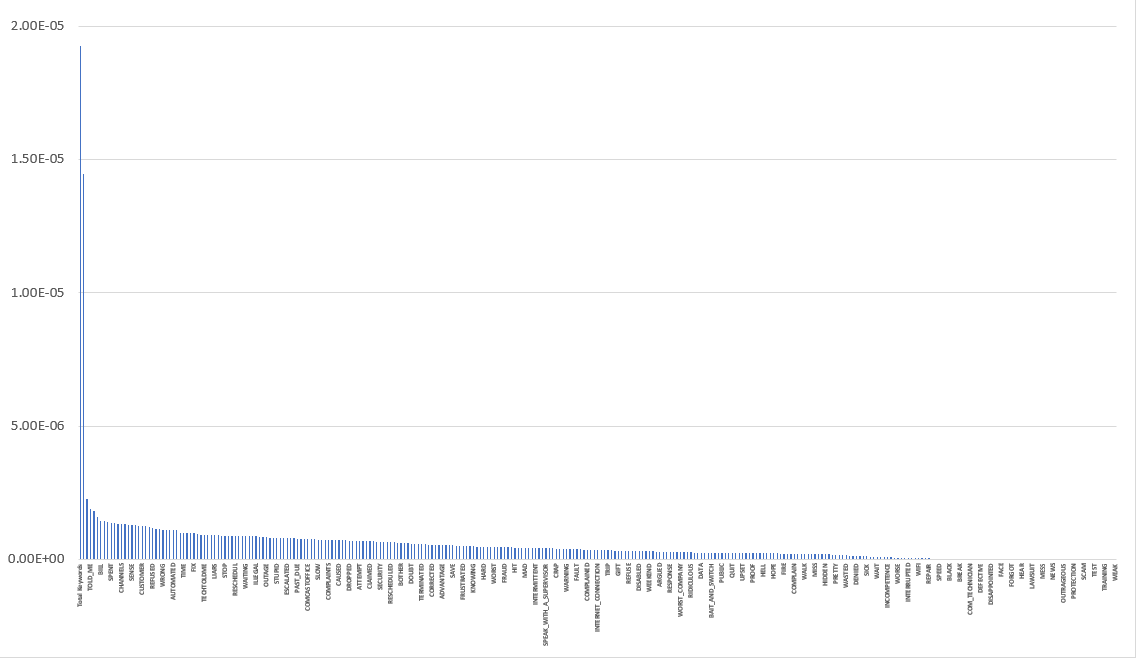 2.00E-05
1.50E-05
1.00E-05
5.00E-06
0.00E+00
Total Keywords
TOLD_ME
BILL
SPENT
CHANNELS
SENSE
CUSTOMER
REFUSED
WRONG
AUTOMATED
TIME
FIX
TECHTOLDME
LIARS
STOP
RESCHEDUL
WAITING
ILLEGAL
OUTAGE
STUPID
ESCALATED
PAST_DUE
COMCASTOFFICE
SLOW
COMPLAINTS
CAUSED
DROPPED
ATTEMPT
CLAIMED
SECURITY
RESCHEDULED
BOTHER
DOUBT
TERMINATED
CORRECTED
ADVANTAGE
SAVE
FRUSTRATED
KNOWING
HARD
WORST
FRAUD
HIT
MAD
INTERMITTENT
SPEAK_WITH_A_SUPERVISOR
CRAP
WARNING
FAULT
COMPLAINED
INTERNET_CONNECTION
TRIP
GIFT
REFUSE
DISABLED
WEEKEND
ARGUED
RESPONSE
WORST_COMPANY
RIDICULOUS
DATA
BAIT_AND_SWITCH
PUBLIC
QUIT
UPSET
PROOF
HELL
HOPE
FIRE
COMPLAIN
WALK
MISS
HIDDEN
PRETTY
WASTED
DENIED
SICK
WAIT
INCOMPETENCE
WORSE
INTERRUPTED
WIFI
REPAIR
BIPED
BLACK
BREAK
COM_TECHNICIAN
DEFECTIVE
DISAPPOINTED
FACE
FORGOT
HEAR
LAWSUIT
MESS
NEWS
OUTRAGEOUS
PROTECTION
SCAM
TEST
TRAINING
WEAK